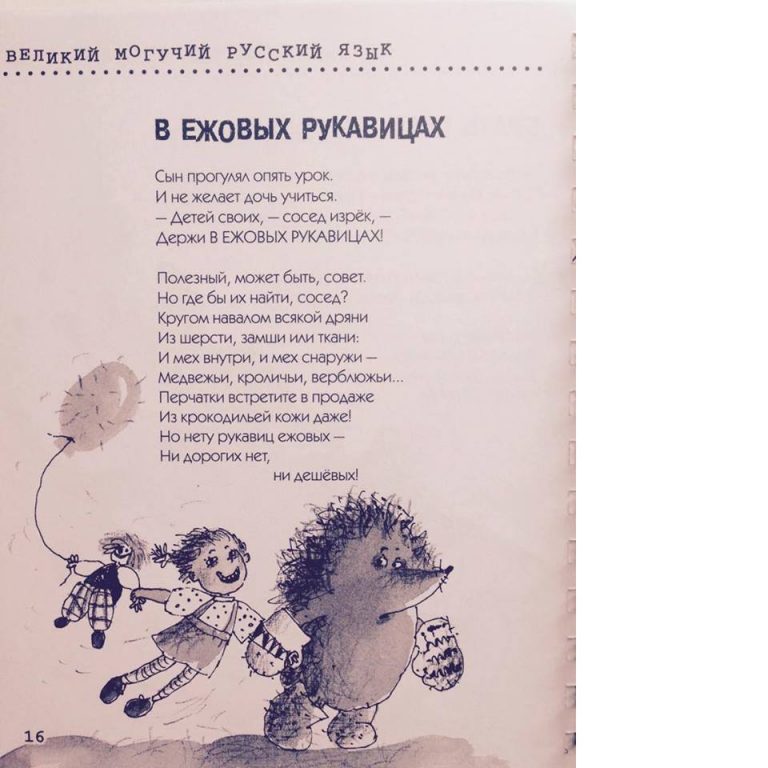 ВЕЛИКИЙ МОГУЧИЙ РУССКИЙ ЯЗЫК
В ЕЖОВЫХ РУКАВИЦАХ
Сын прогулял опять урок.
И не желает дочь учиться.
– Детей своих, – сосед изрёк, –
Держи В ЕЖОВЫХ РУКАВИЦАХ!
Полезный, может быть, совет.
Но где бы их найти, сосед?
Кругом навалом всякой дряни
Из шерсти, замши или ткани:
И мех внутри, и мех снаружи –
Медвежьи, кроличьи, верблюжьи...
Перчатки встретите в продаже
Из крокодильей кожи даже!
Но нету рукавиц ежовых –
Ни дорогих нет,
ни дешёвых!
16